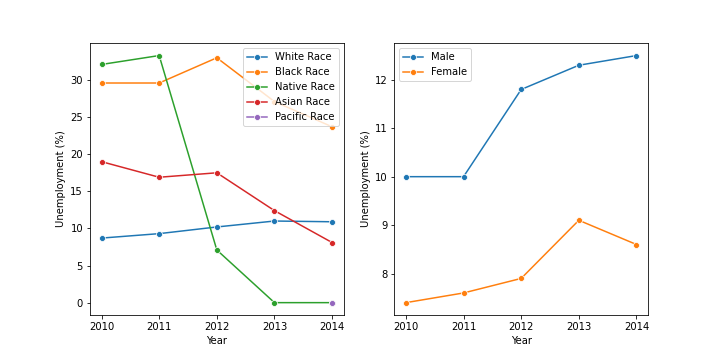 White Race
Black Race
Native Race
Asian Race
Pacific Race
30
25
20
15
10
5
0
Unemployment (%)
2010 2011 2012 2013 2014
Year
Male
Female
12
11
10
9
8
Unemployment (%)
2010 2011 2012 2013 2014
Year